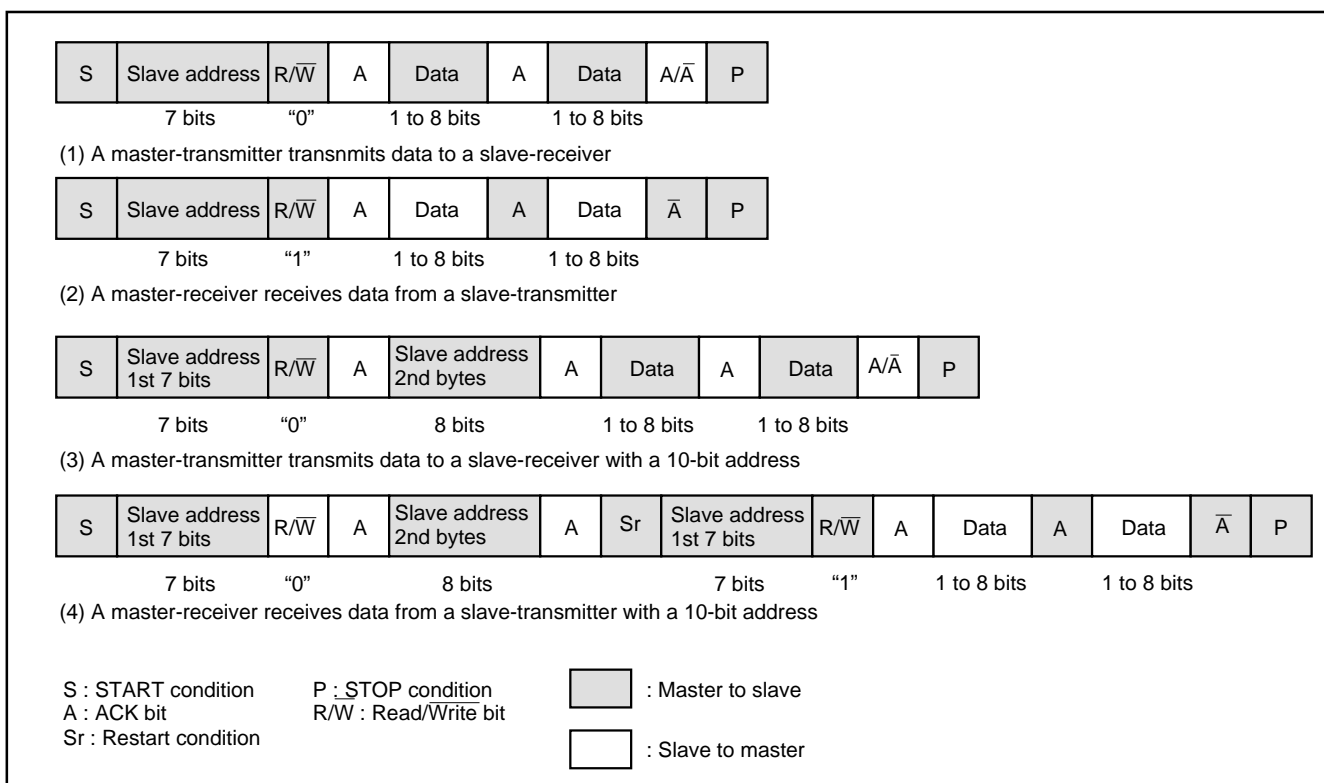 S Slave address R/W̅ A Data A Data A/A̅ P
7 bits “0” 1 to 8 bits 1 to 8 bits
(1) A master-transmitter transnmits data to a slave-receiver
S Slave address R/W̅ A Data A Data A̅ P
7 bits “1” 1 to 8 bits 1 to 8 bits
(2) A master-receiver receives data from a slave-transmitter
S Slave address 1st 7 bits R/W̅ A Slave address 2nd bytes A Data A Data A/A̅ P
7 bits “0” 8 bits 1 to 8 bits 1 to 8 bits
(3) A master-transmitter transmits data to a slave-receiver with a 10-bit address
S Slave address 1st 7 bits R/W̅ A Slave address 2nd bytes A Sr Slave address 1st 7 bits R/W̅ A Data A Data A̅ P
7 bits “0” 8 bits 7 bits “1” 1 to 8 bits 1 to 8 bits
(4) A master-receiver receives data from a slave-transmitter with a 10-bit address
S : START condition P : STOP condition : Master to slave
A : ACK bit R/W̅ : Read/W̅r̅i̅t̅e̅ bit
Sr : Restart condition
: Slave to master